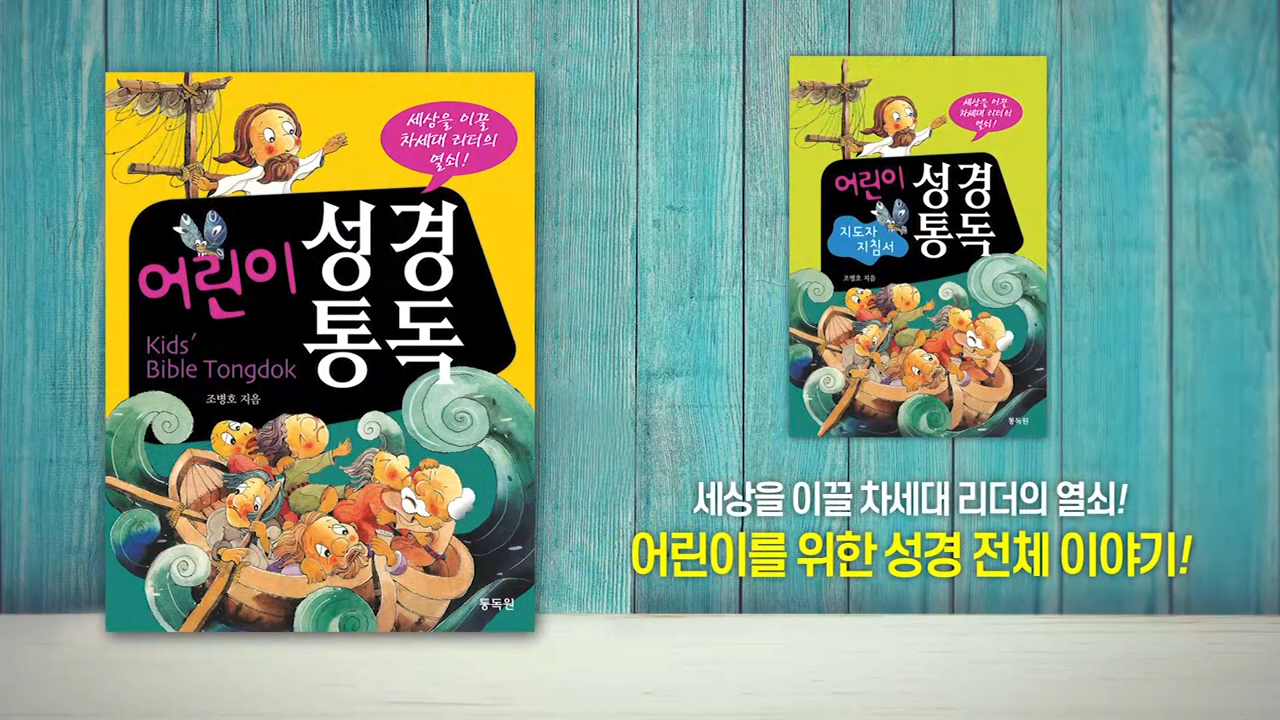 세상을 이끌
차세대 리더의
열쇠!
어린이 성경
통독
Kids'
Bible Tongdok
조병호 지음
통독원
세상을 이끌
차세대 리더의
열쇠!
어린이 성경
통독
지도자
지침서
조병호 지음
통독원
세상을 이끌 차세대 리더의 열쇠!
어린이를 위한 성경 전체 이야기!